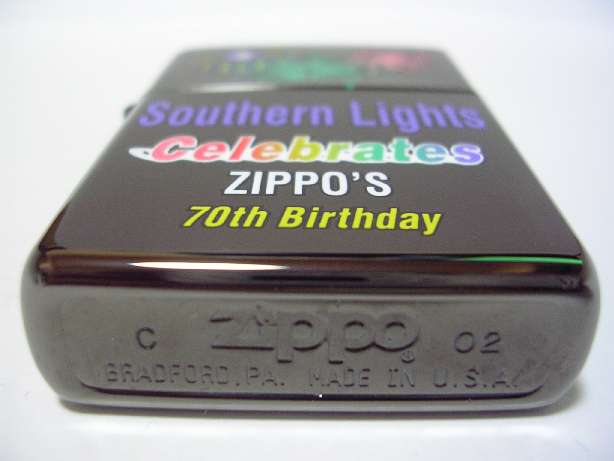 Southern Lights
Celebrates
ZIPPO'S
70th Birthday
C Zippo® 02
BRADFORD, PA. MADE IN U.S.A.